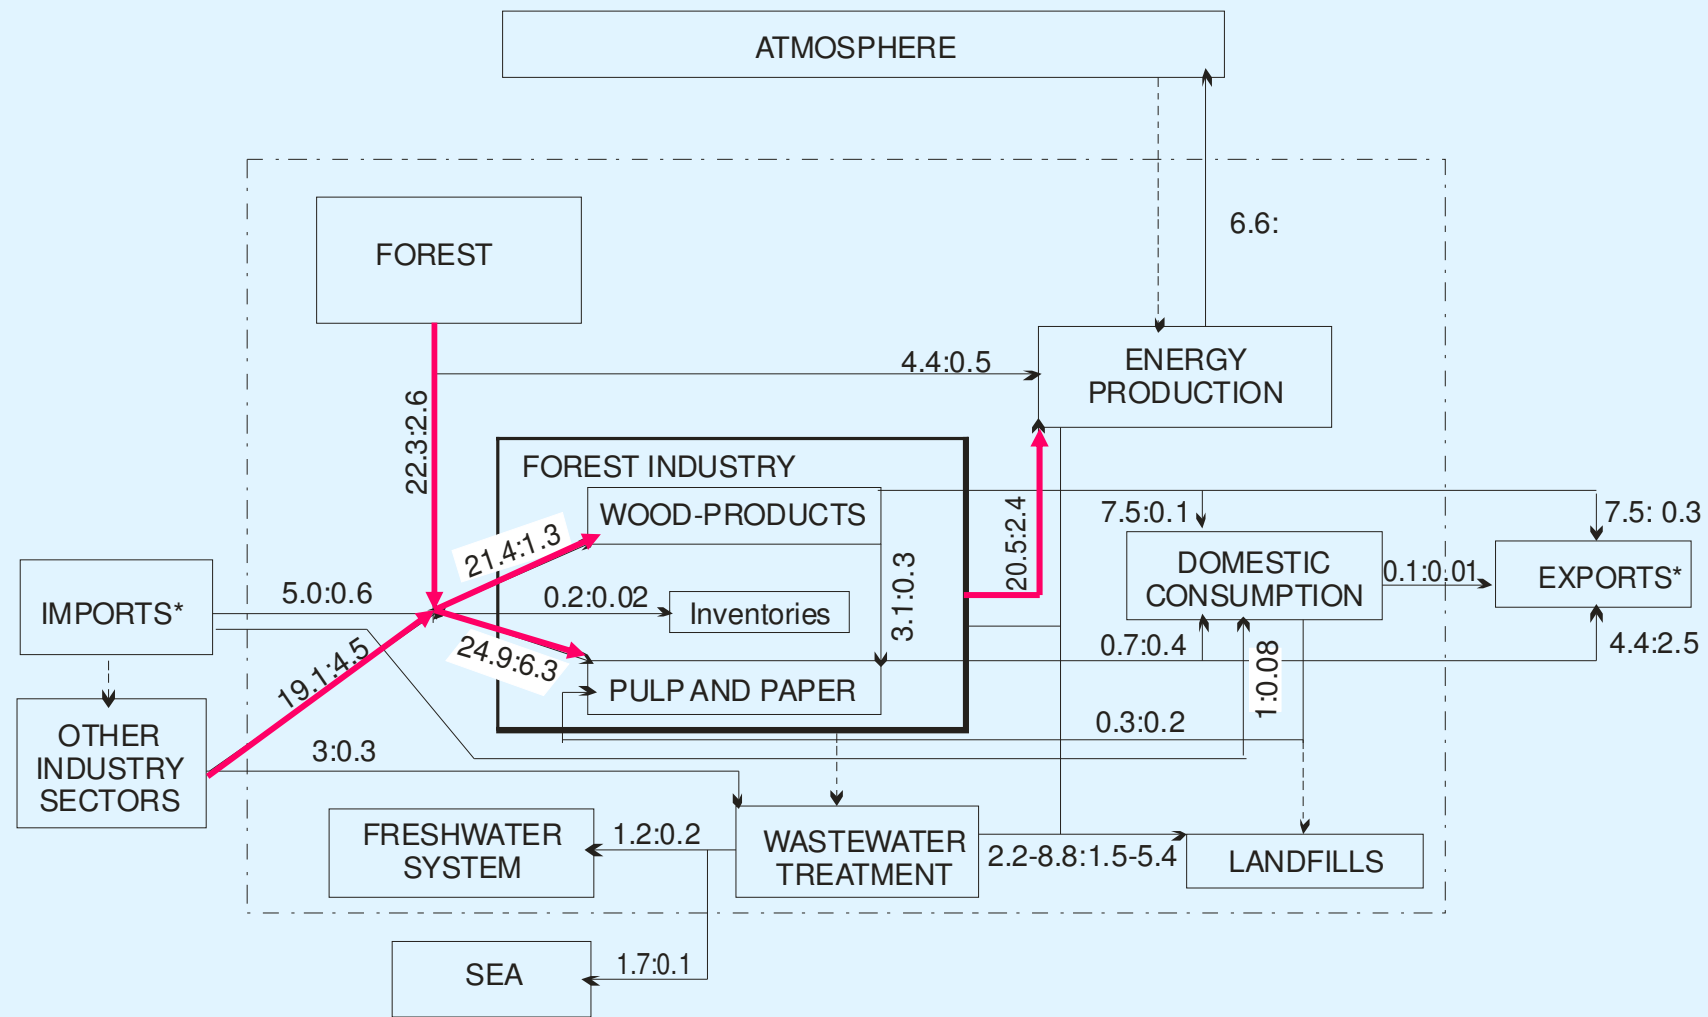 ATMOSPHERE
6.6:
FOREST
ENERGY
PRODUCTION
4.4:0.5
22.3:2.6
FOREST INDUSTRY
WOOD-PRODUCTS
21.4:1.3
20.5:2.4
7.5:0.1
7.5: 0.3
IMPORTS*
5.0:0.6
0.2:0.02
Inventories
3.1:0.3
DOMESTIC
CONSUMPTION
0.1:0.01
EXPORTS*
24.9:6.3
PULP AND PAPER
0.7:0.4
1:0.08
4.4:2.5
19.1:4.5
OTHER
INDUSTRY
SECTORS
3:0.3
0.3:0.2
FRESHWATER
SYSTEM
1.2:0.2
WASTEWATER
TREATMENT
2.2-8.8:1.5-5.4
LANDFILLS
SEA
1.7:0.1